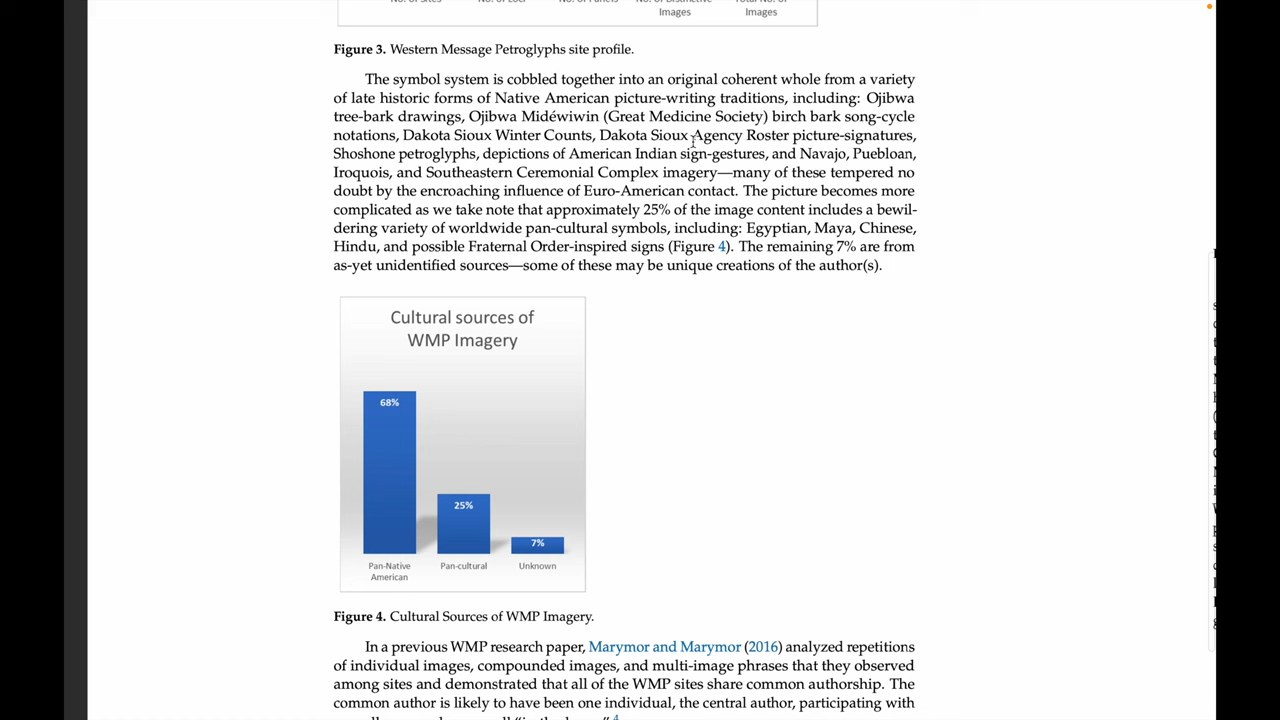 Images Images
Figure 3. Western Message Petroglyphs site profile.
The symbol system is cobbled together into an original coherent whole from a variety
of late historic forms of Native American picture-writing traditions, including: Ojibwa
tree-bark drawings, Ojibwa Midéwiwin (Great Medicine Society) birch bark song-cycle
notations, Dakota Sioux Winter Counts, Dakota Sioux Agency Roster picture-signatures,
Shoshone petroglyphs, depictions of American Indian sign-gestures, and Navajo, Puebloan,
Iroquois, and Southeastern Ceremonial Complex imagery—many of these tempered no
doubt by the encroaching influence of Euro-American contact. The picture becomes more
complicated as we take note that approximately 25% of the image content includes a bewil-
dering variety of worldwide pan-cultural symbols, including: Egyptian, Maya, Chinese,
Hindu, and possible Fraternal Order-inspired signs (Figure 4). The remaining 7% are from
as-yet unidentified sources—some of these may be unique creations of the author(s).
Cultural sources of
WMP Imagery
68%
25%
7%
Pan-Native Pan-cultural Unknown
American
Figure 4. Cultural Sources of WMP Imagery.
In a previous WMP research paper, Marymor and Marymor (2016) analyzed repetitions
of individual images, compounded images, and multi-image phrases that they observed
among sites and demonstrated that all of the WMP sites share common authorship. The
common author is likely to have been one individual, the central author, participating with